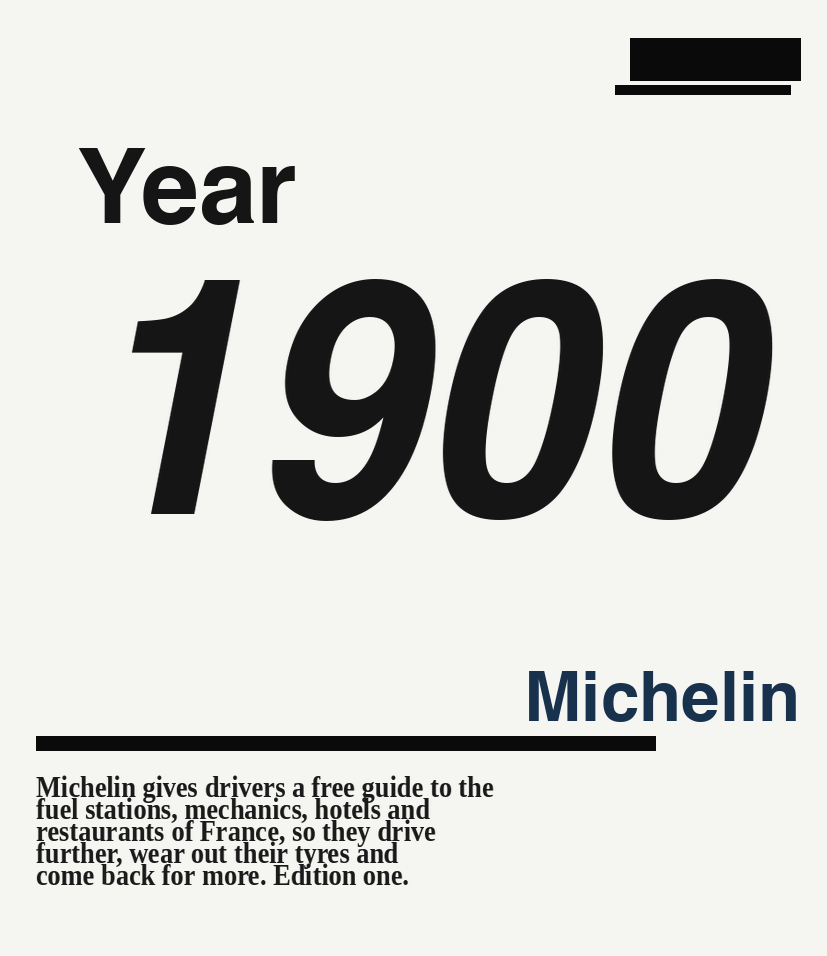 Year
1900
Michelin
Michelin gives drivers a free guide to the
fuel stations, mechanics, hotels and
restaurants of France, so they drive
further, wear out their tyres and
come back for more. Edition one.